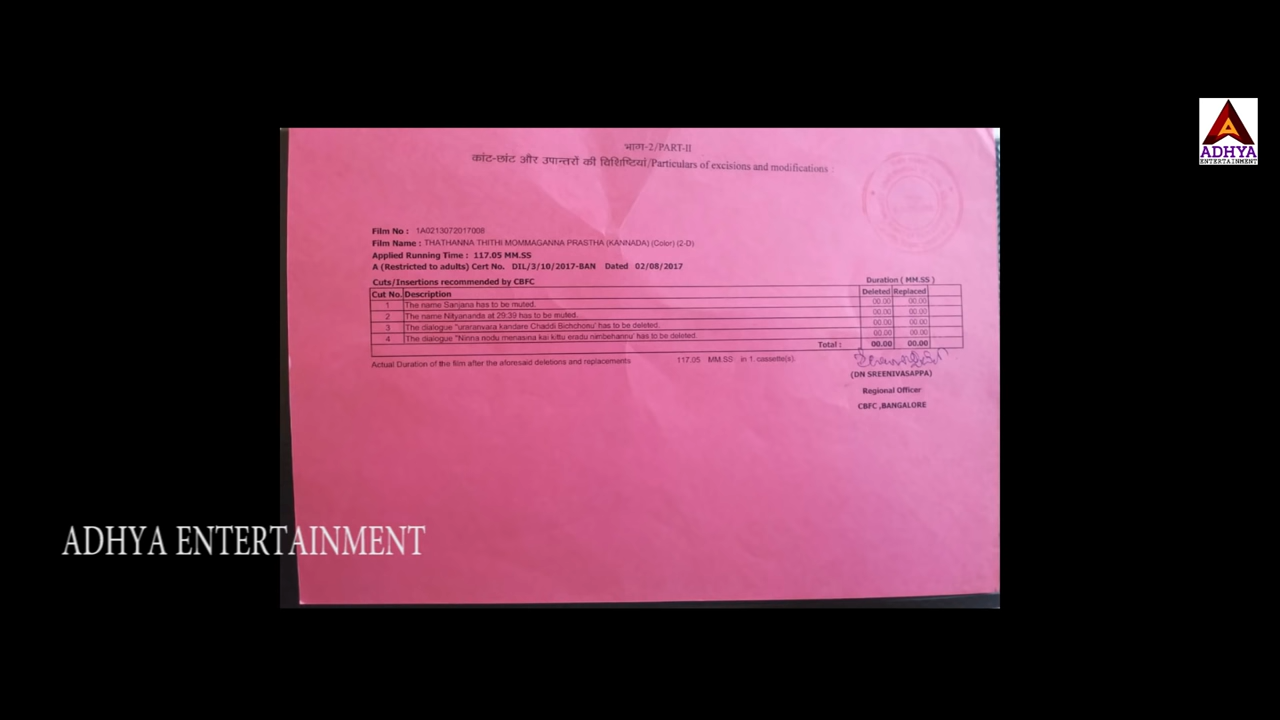 ADHYA
ENTERTAINMENT
भाग-2/PART-II
कांट-छांट और उपान्तरों की विशिष्टियां/Particulars of excisions and modifications :
Film No : 1A0213072017008
Film Name : THATHANNA THITHI MOMMAGANNA PRASTHA (KANNADA) (Color) (2-D)
Applied Running Time : 117.05 MM.SS
A (Restricted to adults) Cert No. DIL/3/10/2017-BAN Dated 02/08/2017
Cuts/Insertions recommended by CBFC Duration ( MM.SS )
Cut No. Description Deleted Replaced
1 The name Sanjana has to be muted. 00.00 00.00
2 The name Nityananda at 29:39 has to be muted. 00.00 00.00
3 The dialogue "uraranvara kandare Chaddi Bichchonu' has to be deleted. 00.00 00.00
4 The dialogue "Ninna nodu menasina kai kittu eradu nimbehannu' has to be deleted. 00.00 00.00
Total : 00.00 00.00
Actual Duration of the film after the aforesaid deletions and replacements 117.05 MM.SS in 1. cassette(s).
(DN SREENIVASAPPA)
Regional Officer
CBFC ,BANGALORE
ADHYA ENTERTAINMENT